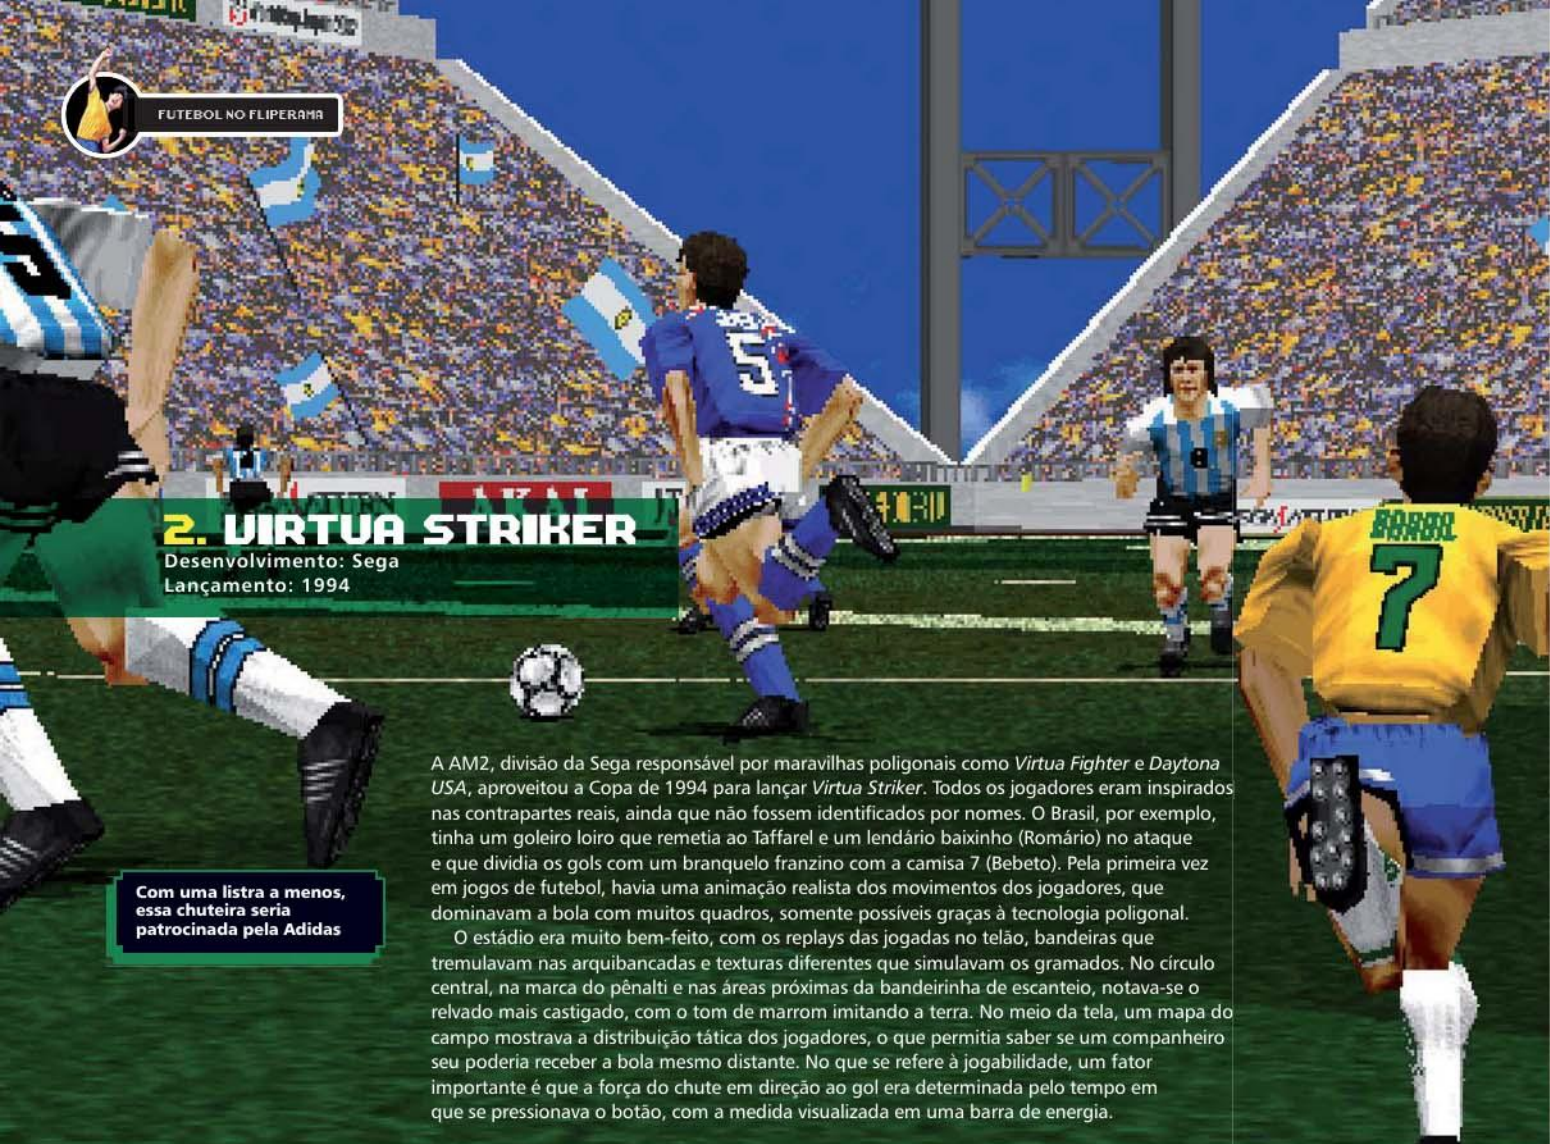 FUTEBOL NO FLIPERAMA
5
8
AKAI
2. VIRTUA STRIKER
Desenvolvimento: Sega
Lançamento: 1994
7
A AM2, divisão da Sega responsável por maravilhas poligonais como Virtua Fighter e Daytona
USA, aproveitou a Copa de 1994 para lançar Virtua Striker. Todos os jogadores eram inspirados
nas contrapartes reais, ainda que não fossem identificados por nomes. O Brasil, por exemplo,
tinha um goleiro loiro que remetia ao Taffarel e um lendário baixinho (Romário) no ataque
e que dividia os gols com um branquelo franzino com a camisa 7 (Bebeto). Pela primeira vez
em jogos de futebol, havia uma animação realista dos movimentos dos jogadores, que
dominavam a bola com muitos quadros, somente possíveis graças à tecnologia poligonal.
O estádio era muito bem-feito, com os replays das jogadas no telão, bandeiras que
tremulavam nas arquibancadas e texturas diferentes que simulavam os gramados. No círculo
central, na marca do pênalti e nas áreas próximas da bandeirinha de escanteio, notava-se o
relvado mais castigado, com o tom de marrom imitando a terra. No meio da tela, um mapa do
campo mostrava a distribuição tática dos jogadores, o que permitia saber se um companheiro
seu poderia receber a bola mesmo distante. No que se refere à jogabilidade, um fator
importante é que a força do chute em direção ao gol era determinada pelo tempo em
que se pressionava o botão, com a medida visualizada em uma barra de energia.
Com uma listra a menos,
essa chuteira seria
patrocinada pela Adidas